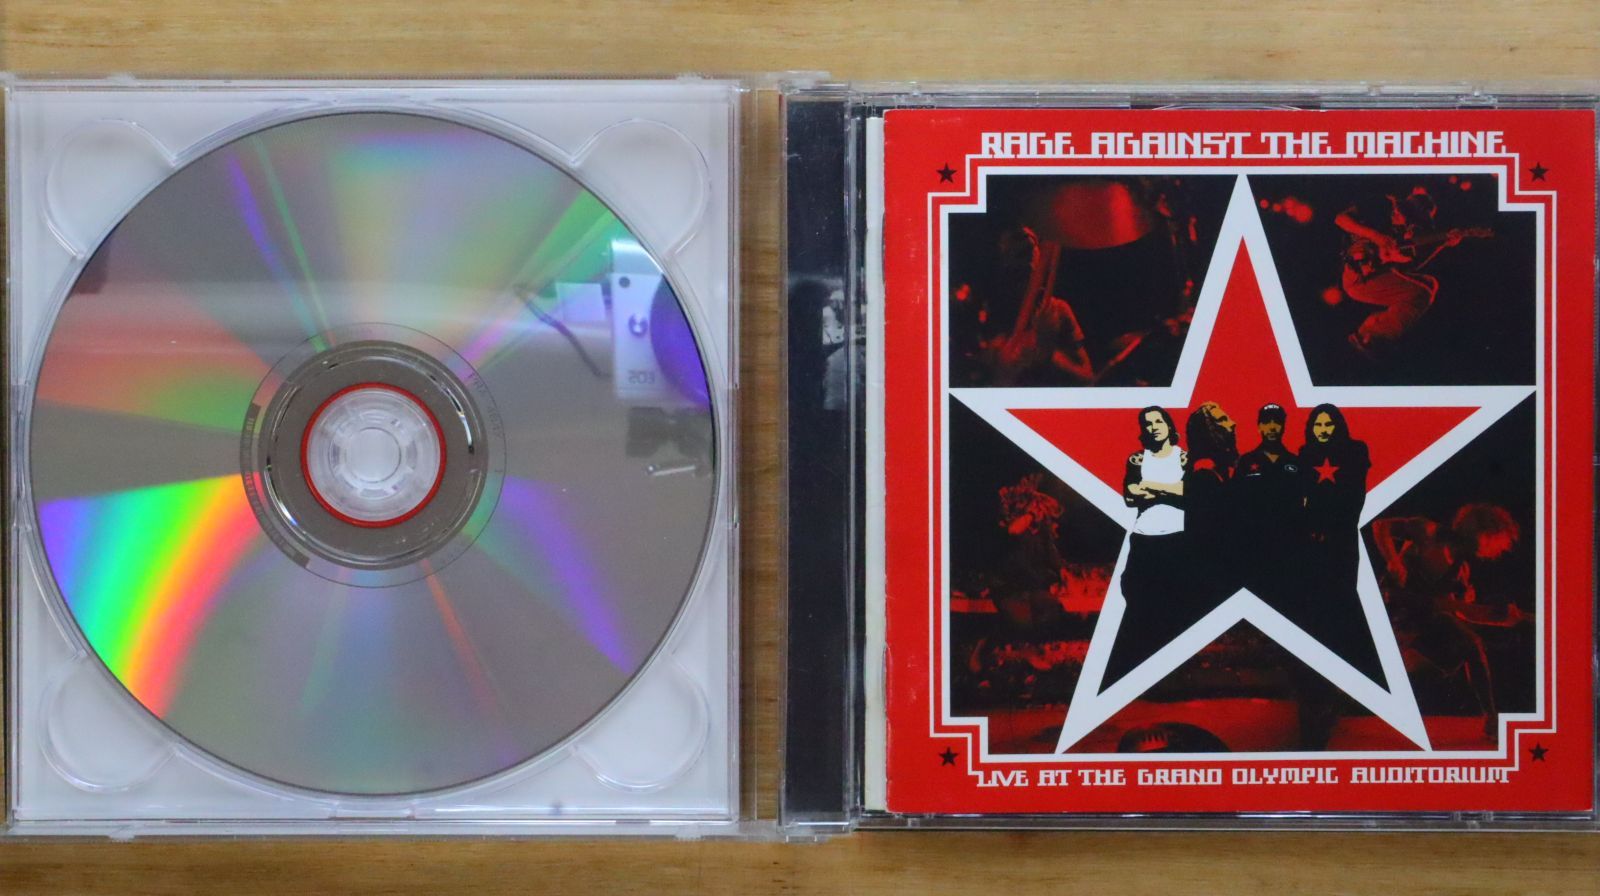 RAGE AGAINST THE MACHINE
LIVE AT THE GRAND OLYMPIC AUDITORIUM